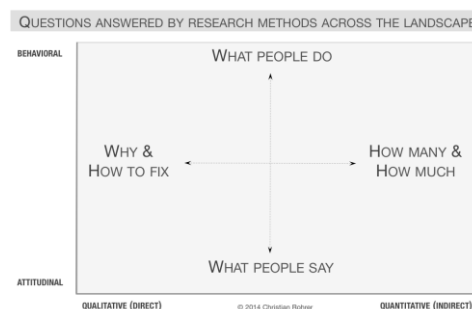 QUESTIONS ANSWERED BY RESEARCH METHODS ACROSS THE LANDSCAPE
BEHAVIORAL
WHAT PEOPLE DO
WHY &
HOW TO FIX
HOW MANY &
HOW MUCH
WHAT PEOPLE SAY
ATTITUDINAL
QUALITATIVE (DIRECT)
© 2014 Christian Rohrer
QUANTITATIVE (INDIRECT)